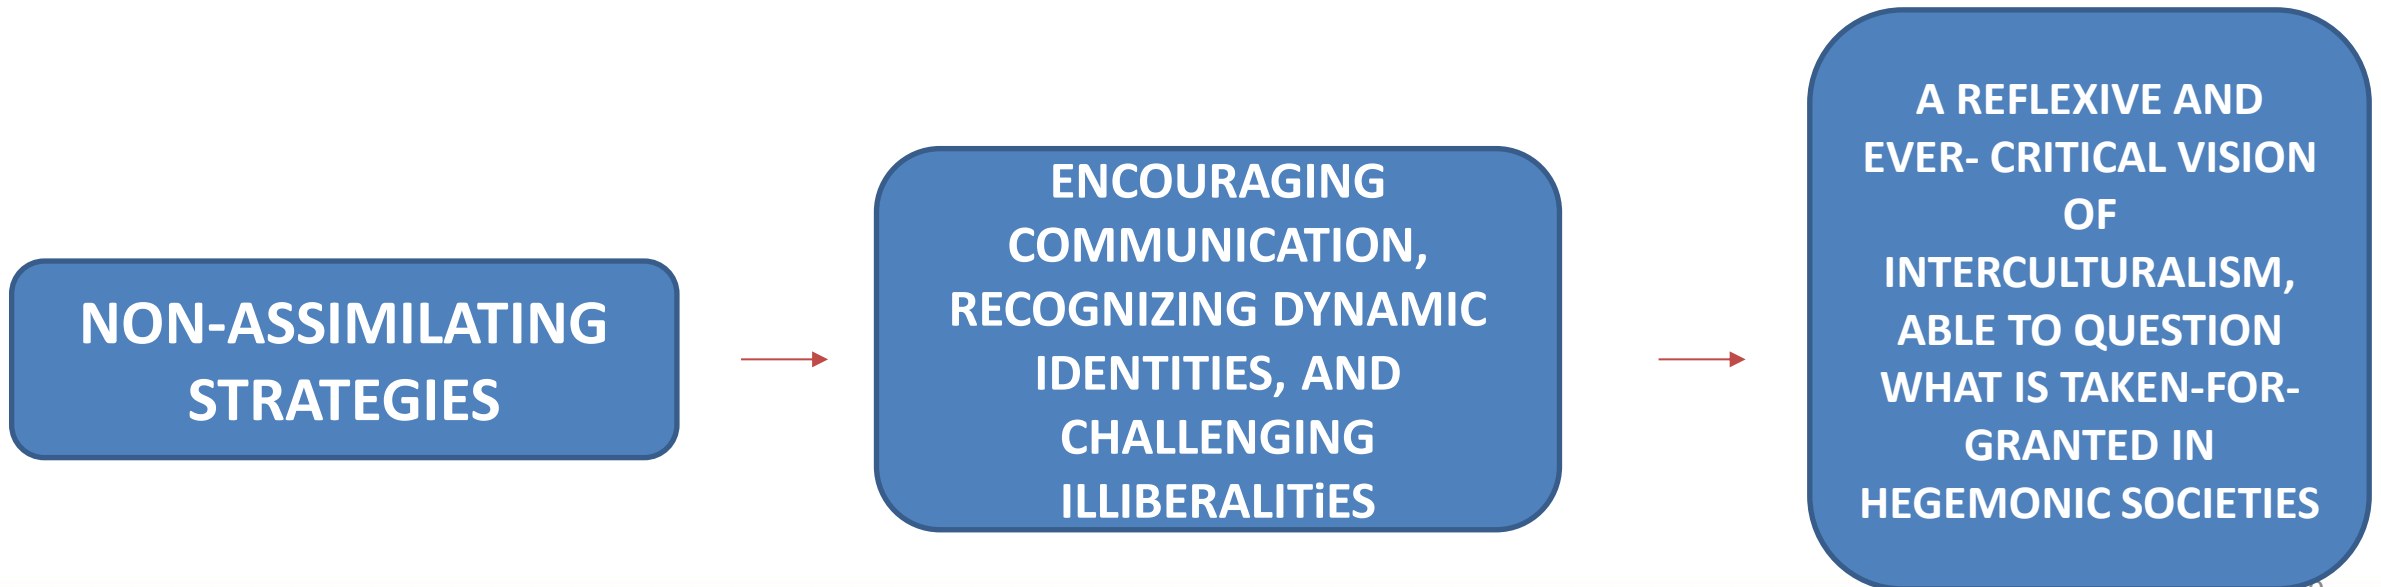 NON-ASSIMILATING
STRATEGIES
ENCOURAGING
COMMUNICATION,
RECOGNIZING DYNAMIC
IDENTITIES, AND
CHALLENGING
ILLIBERALITiES
A REFLEXIVE AND
EVER- CRITICAL VISION
OF
INTERCULTURALISM,
ABLE TO QUESTION
WHAT IS TAKEN-FOR-
GRANTED IN
HEGEMONIC SOCIETIES